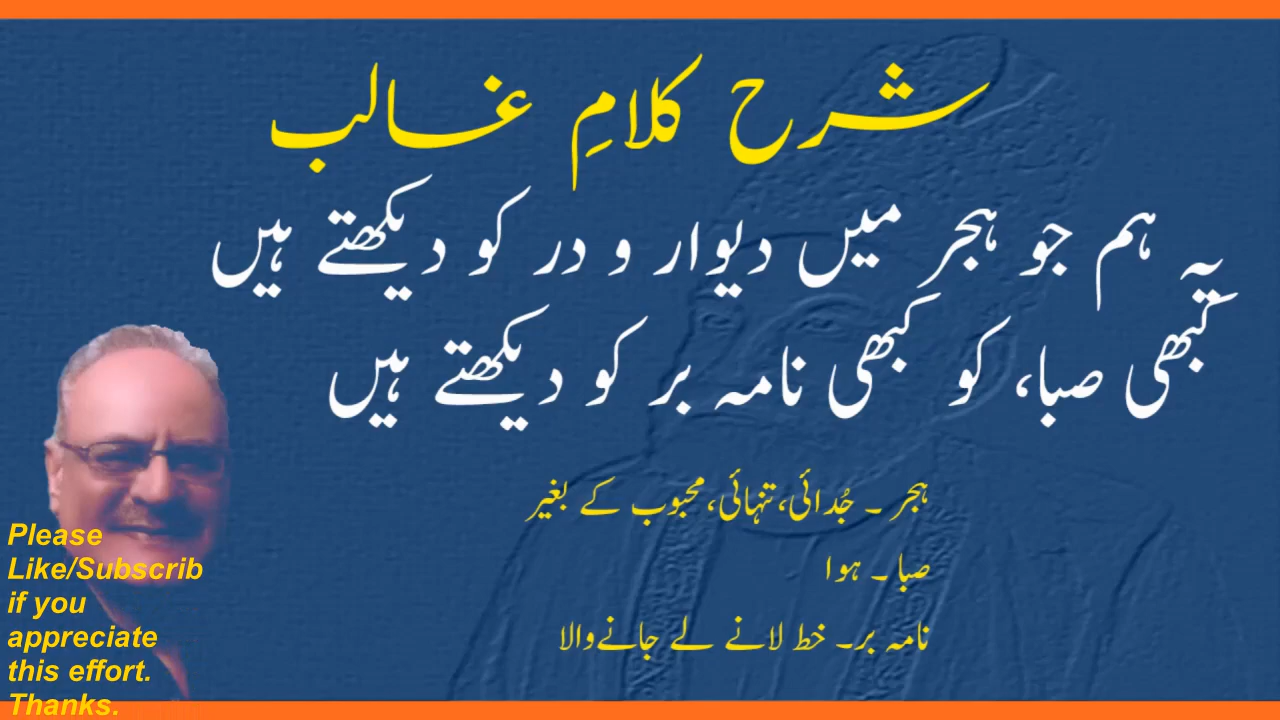 شرح کلامِ غالب
یہ ہم جو ہجر میں دیوار و در کو دیکھتے ہیں
کبھی صبا، کو کبھی نامہ بر کو دیکھتے ہیں
ہجر ۔ جُدائی، تنہائی، محبوب کے بغیر
صبا ۔ ہوا
نامہ بر۔ خط لانے لے جانےوالا
Please
Like/Subscrib
if you
appreciate
this effort.
Thanks.